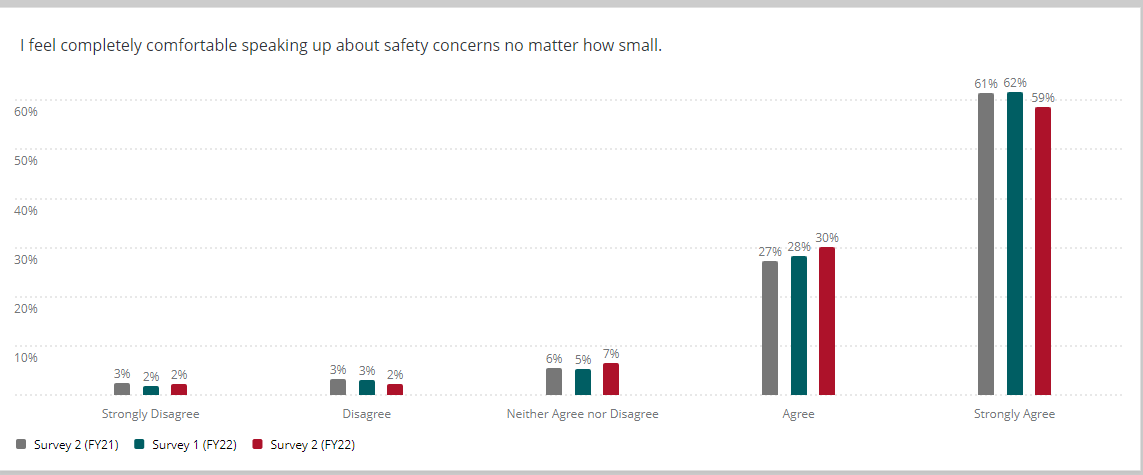 I feel completely comfortable speaking up about safety concerns no matter how small.
61% 62% 59%
60%
50%
40%
27% 28% 30%
30%
20%
10%
3% 2% 2% 3% 3% 2% 6% 5% 7%
Strongly Disagree Disagree Neither Agree nor Disagree Agree Strongly Agree
Survey 2 (FY21) Survey 1 (FY22) Survey 2 (FY22)